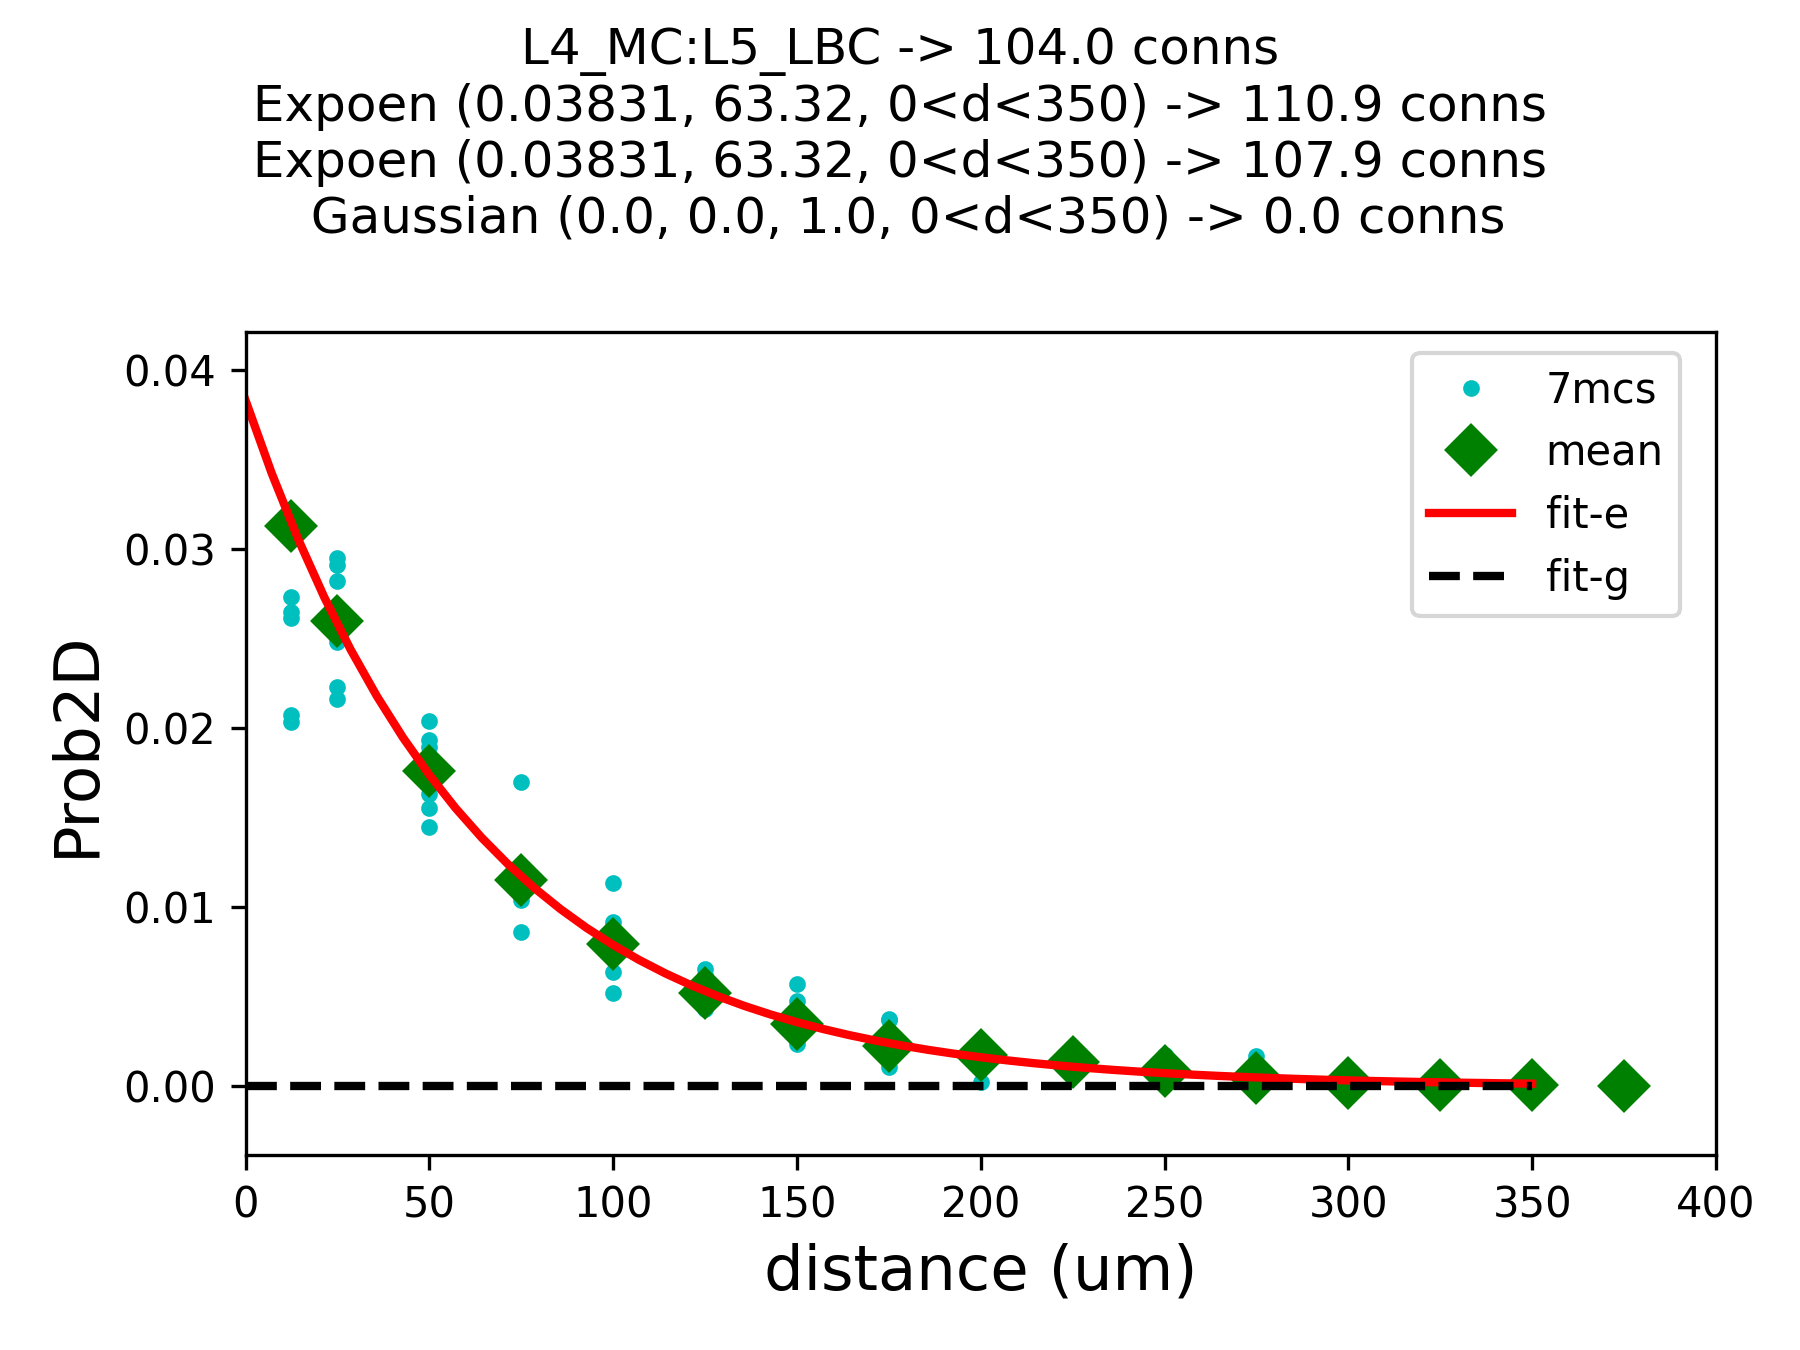 L4_MC:L5_LBC -> 104.0 conns
Expoen (0.03831, 63.32, 0<d<350) -> 110.9 conns
Expoen (0.03831, 63.32, 0<d<350) -> 107.9 conns
Gaussian (0.0, 0.0, 1.0, 0<d<350) -> 0.0 conns
7mcs
mean
fit-e
fit-g
Prob2D
0.04
0.03
0.02
0.01
0.00
0 50 100 150 200 250 300 350 400
distance (um)